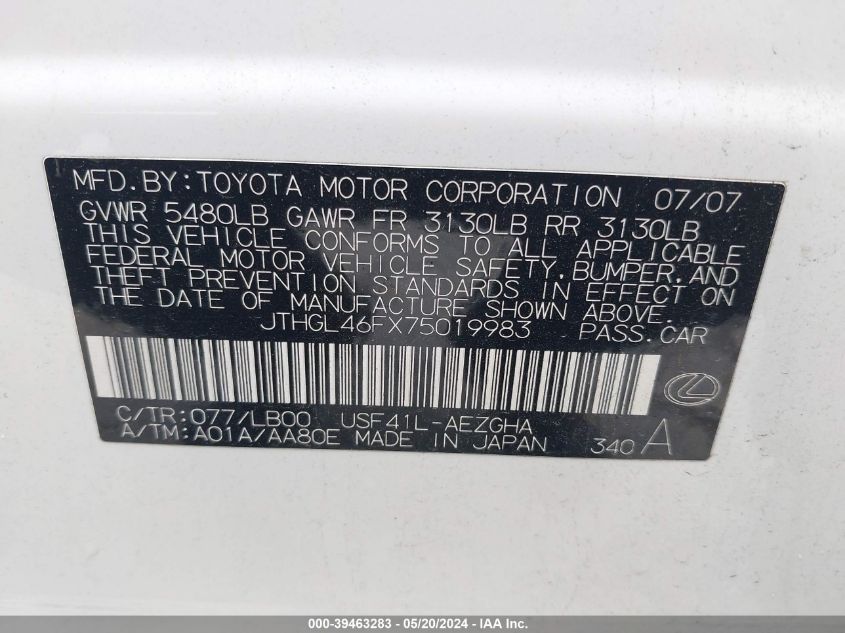 MFD.BY:TOYOTA MOTOR CORPORATION 07/07
GVWR 5480LB GAWR FR 3130LB RR 3130LB
THIS VEHICLE CONFORMS TO ALL APPLICABLE
FEDERAL MOTOR VEHICLE SAFETY,BUMPER,AND
THEFT PREVENTION STANDARDS IN EFFECT ON
THE DATE OF MANUFACTURE SHOWN ABOVE.
JTHGL46FX75019983 PASS.CAR
C/TR:077/LB00 USF41L-AEZGHA
A/TM:A01A/AA80E MADE IN JAPAN 340 A
000-39463283 - 05/20/2024 - IAA Inc.